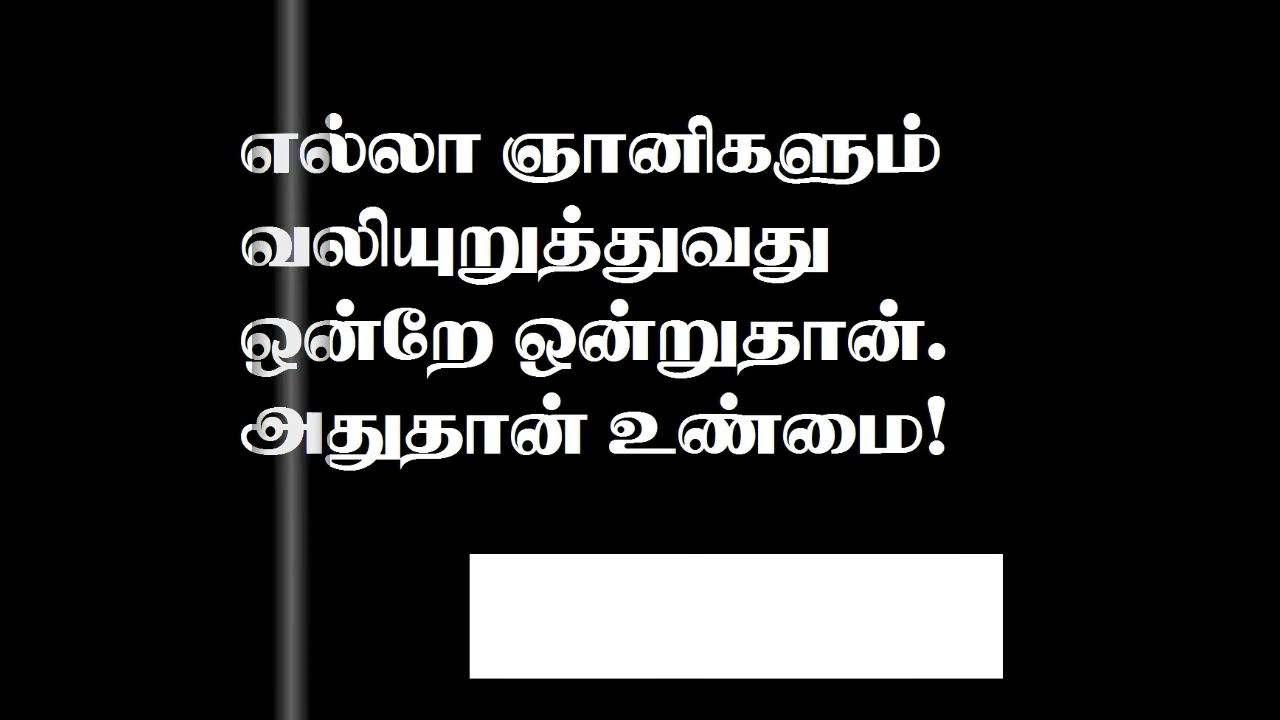 எல்லா ஞானிகளும்
வலியுறுத்துவது
ஒன்றே ஒன்றுதான்.
அதுதான் உண்மை!